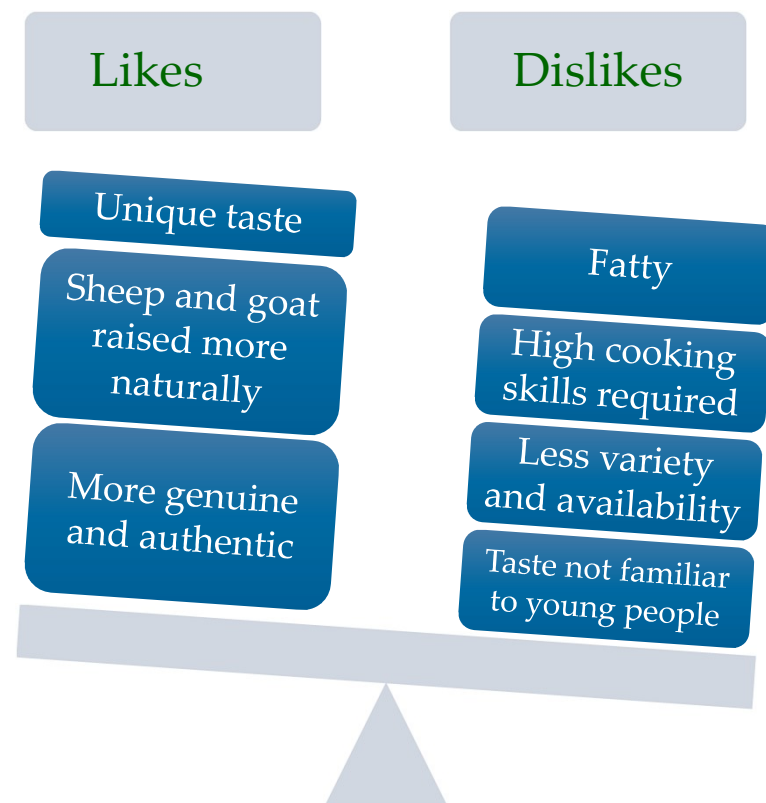 Likes
Dislikes
Unique taste
Sheep and goat
raised more
naturally
More genuine
and authentic
Fatty
High cooking
skills required
Less variety
and availability
Taste not familiar
to young people